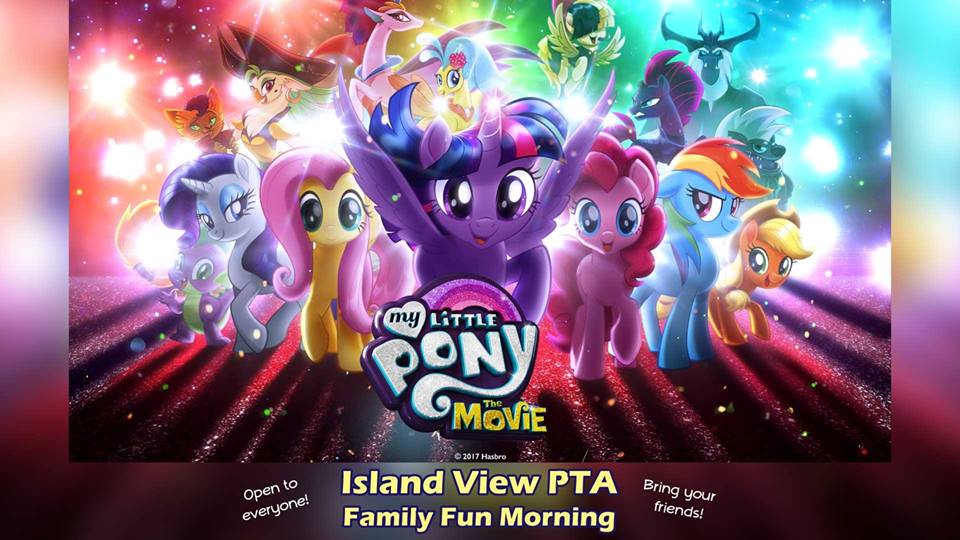 my LiTTLE
PONY
The
MOViE
© 2017 Hasbro
Open to
everyone!
Island View PTA
Family Fun Morning
Bring your
friends!